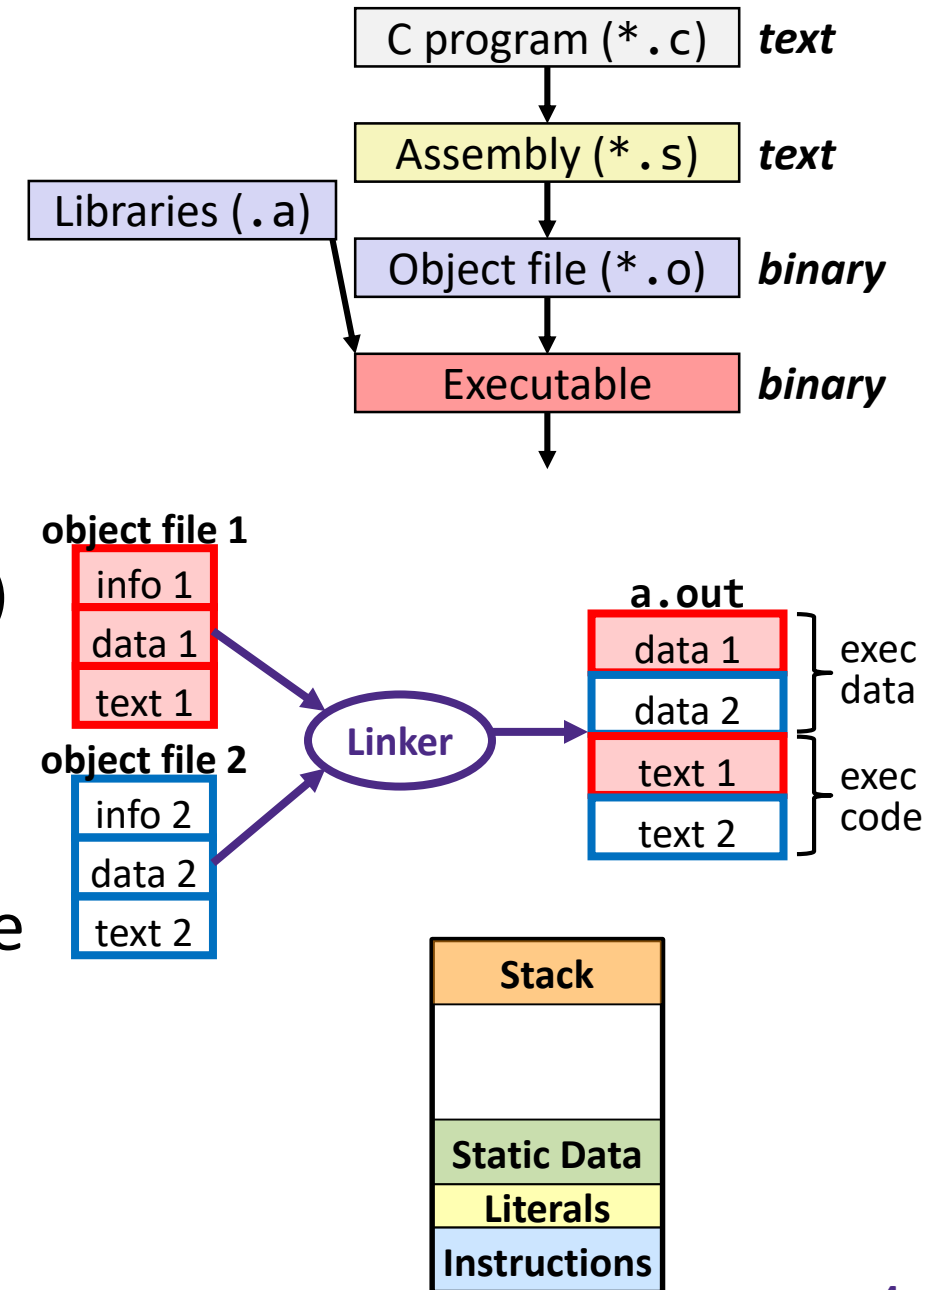 C program (*.c) text
Assembly (*.s) text
Libraries (.a)
Object file (*.o) binary
Executable binary
object file 1
info 1
data 1
text 1
)
object file 2
info 2
data 2
text 2
e
Linker
a.out
data 1
data 2
text 1
text 2
exec
data
exec
code
Stack
Static Data
Literals
Instructions